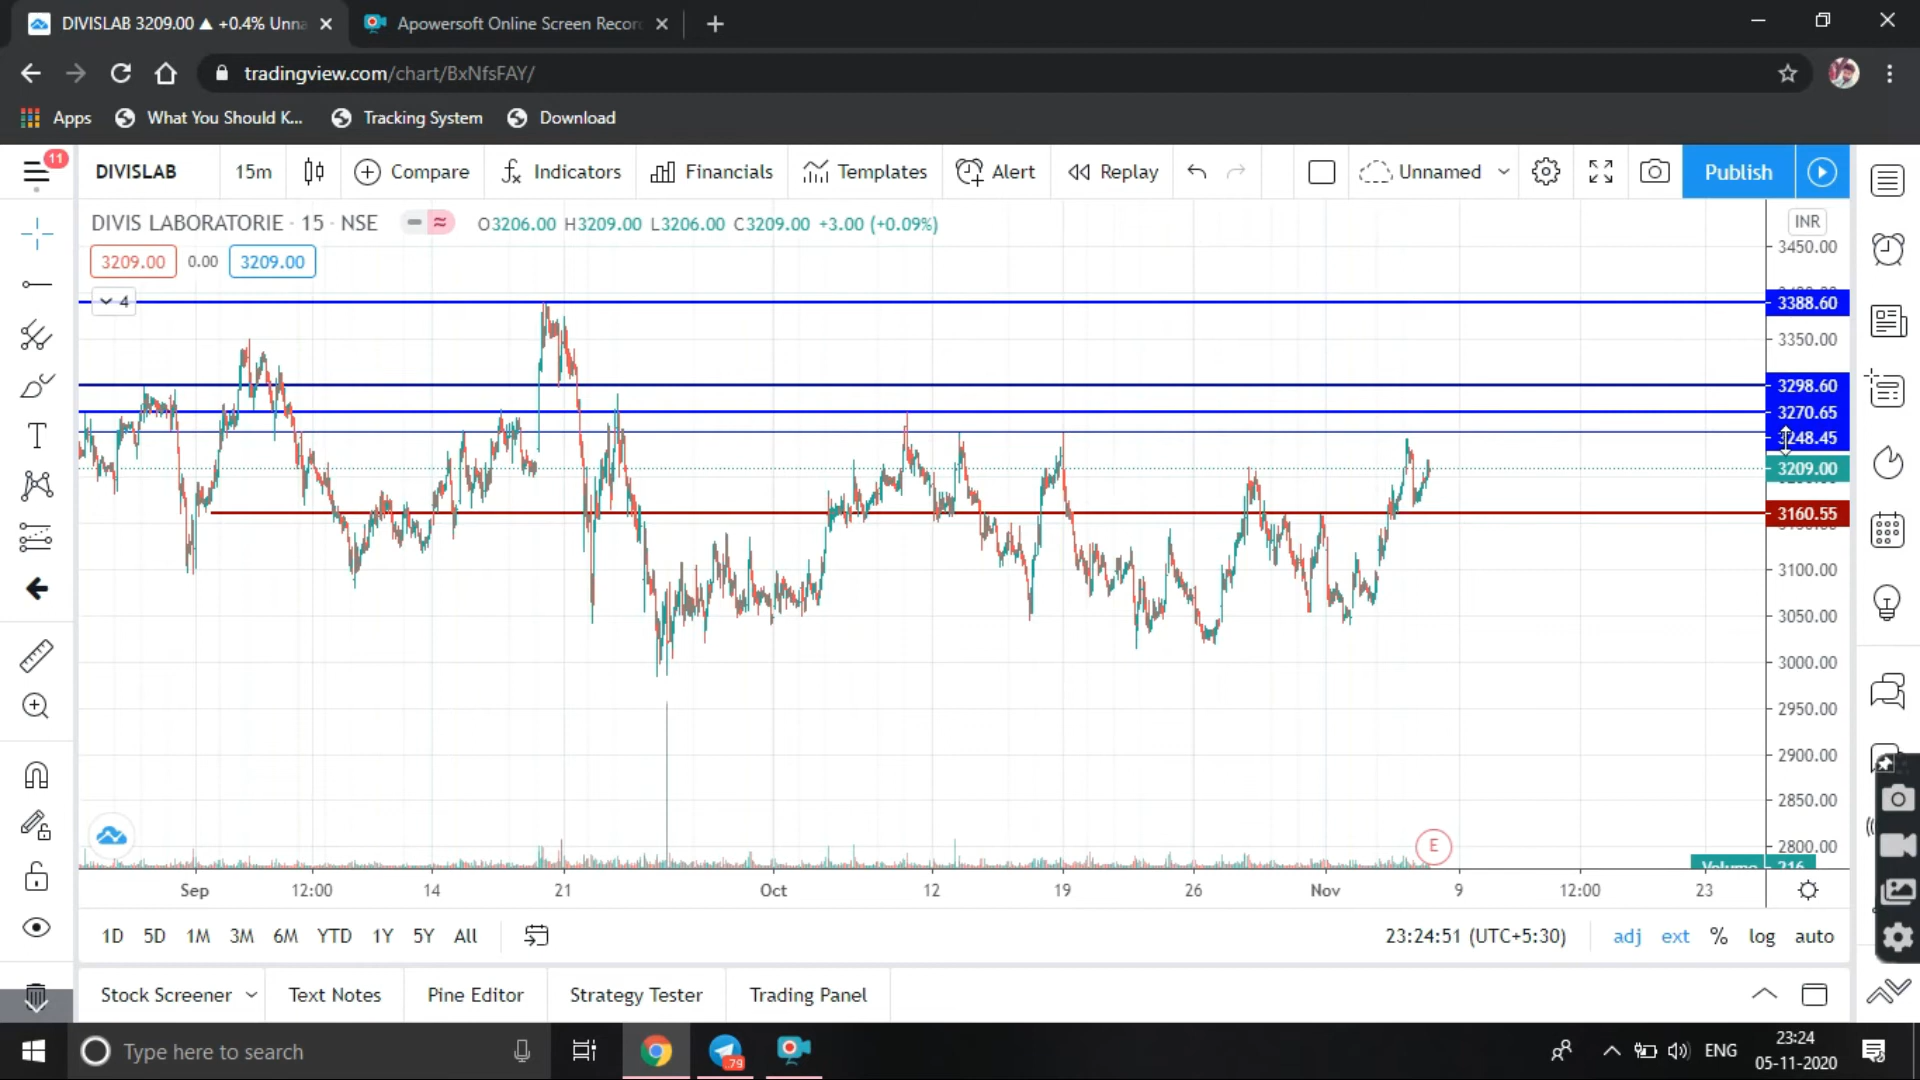 DIVISLAB 3209.00 ▲ +0.4% Unna
Apowersoft Online Screen Recor
tradingview.com/chart/BxNfsFAY/
Apps What You Should K... Tracking System Download
11
DIVISLAB 15m Compare Indicators Financials Templates Alert Replay Unnamed Publish
DIVIS LABORATORIE · 15 · NSE O3206.00 H3209.00 L3206.00 C3209.00 +3.00 (+0.09%)
INR
3209.00 0.00 3209.00
4
3450.00
3388.60
3350.00
3298.60
3270.65
3248.45
3209.00
3160.55
3100.00
3050.00
3000.00
2950.00
2900.00
2850.00
2800.00
E
Volume 216
Sep 12:00 14 21 Oct 12 19 26 Nov 9 12:00 23
1D 5D 1M 3M 6M YTD 1Y 5Y All 23:24:51 (UTC+5:30) adj ext % log auto
Stock Screener Text Notes Pine Editor Strategy Tester Trading Panel
Type here to search
79
ENG
23:24
05-11-2020